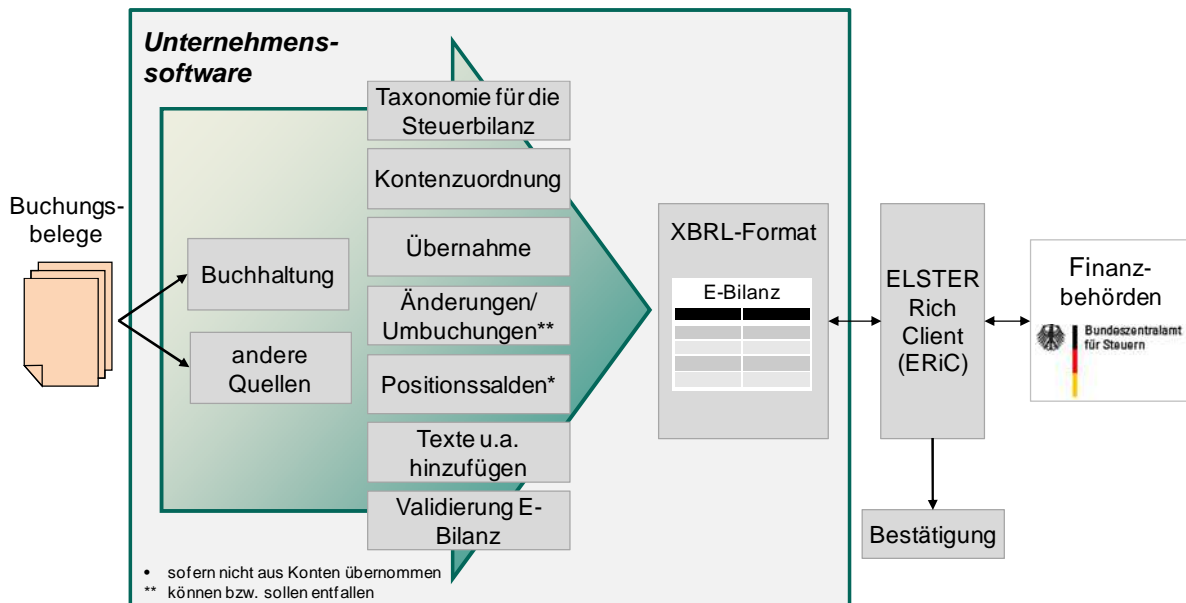 Unternehmens-
software
Buchungs-
belege
Buchhaltung
andere
Quellen
Taxonomie für die
Steuerbilanz
Kontenzuordnung
Übernahme
Änderungen/
Umbuchungen**
Positionssalden*
Texte u.a.
hinzufügen
Validierung E-
Bilanz
XBRL-Format
E-Bilanz
ELSTER
Rich
Client
(ERiC)
Finanz-
behörden
Bundeszentralamt
für Steuern
Bestätigung
• sofern nicht aus Konten übernommen
** können bzw. sollen entfallen